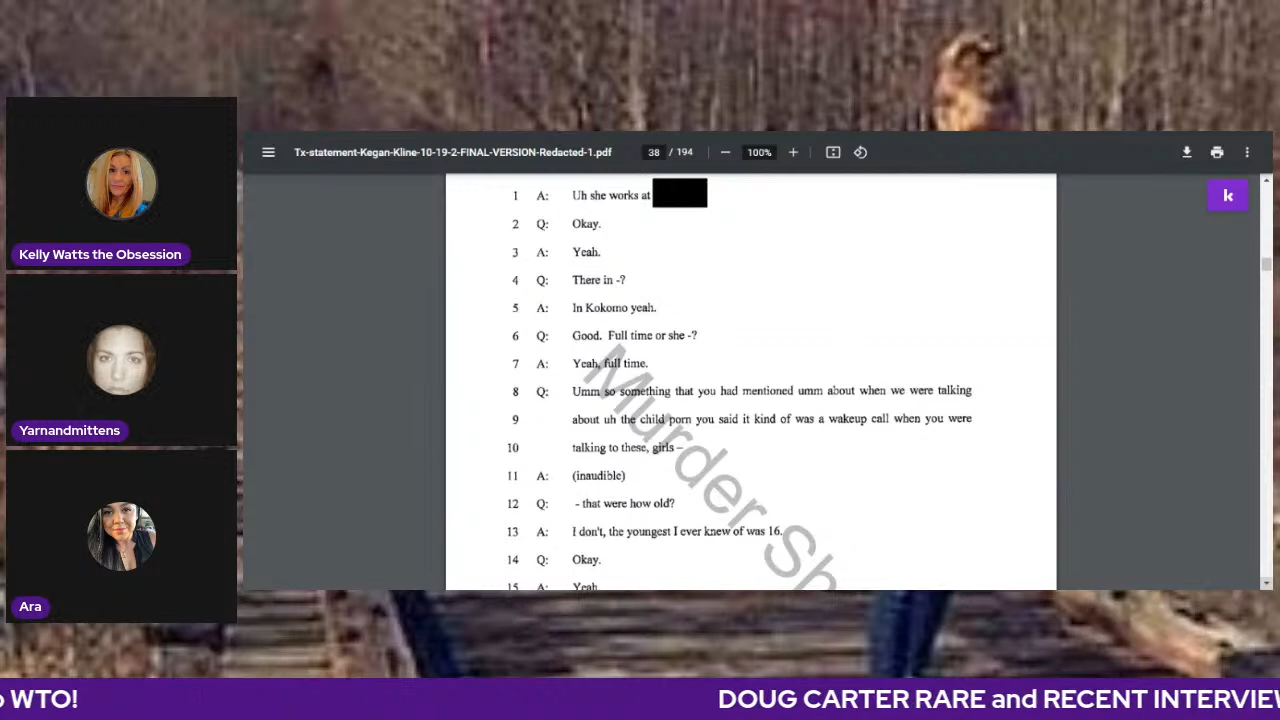 Tx-statement-Kegan-Kline-10-19-2-FINAL-VERSION-Redacted-1.pdf 38 / 194 100%
k
1 A: Uh she works at
2 Q: Okay.
3 A: Yeah.
4 Q: There in -?
5 A: In Kokomo yeah.
6 Q: Good. Full time or she -?
7 A: Yeah, full time.
8 Q: Umm so something that you had mentioned umm about when we were talking
9 about uh the child porn you said it kind of was a wakeup call when you were
10 talking to these, girls –
11 A: (inaudible)
12 Q: - that were how old?
13 A: I don't, the youngest I ever knew of was 16.
14 Q: Okay.
15 A: Yeah
Murder Sh
Kelly Watts the Obsession
Yarnandmittens
Ara
o WTO!
DOUG CARTER RARE and RECENT INTERVIEW